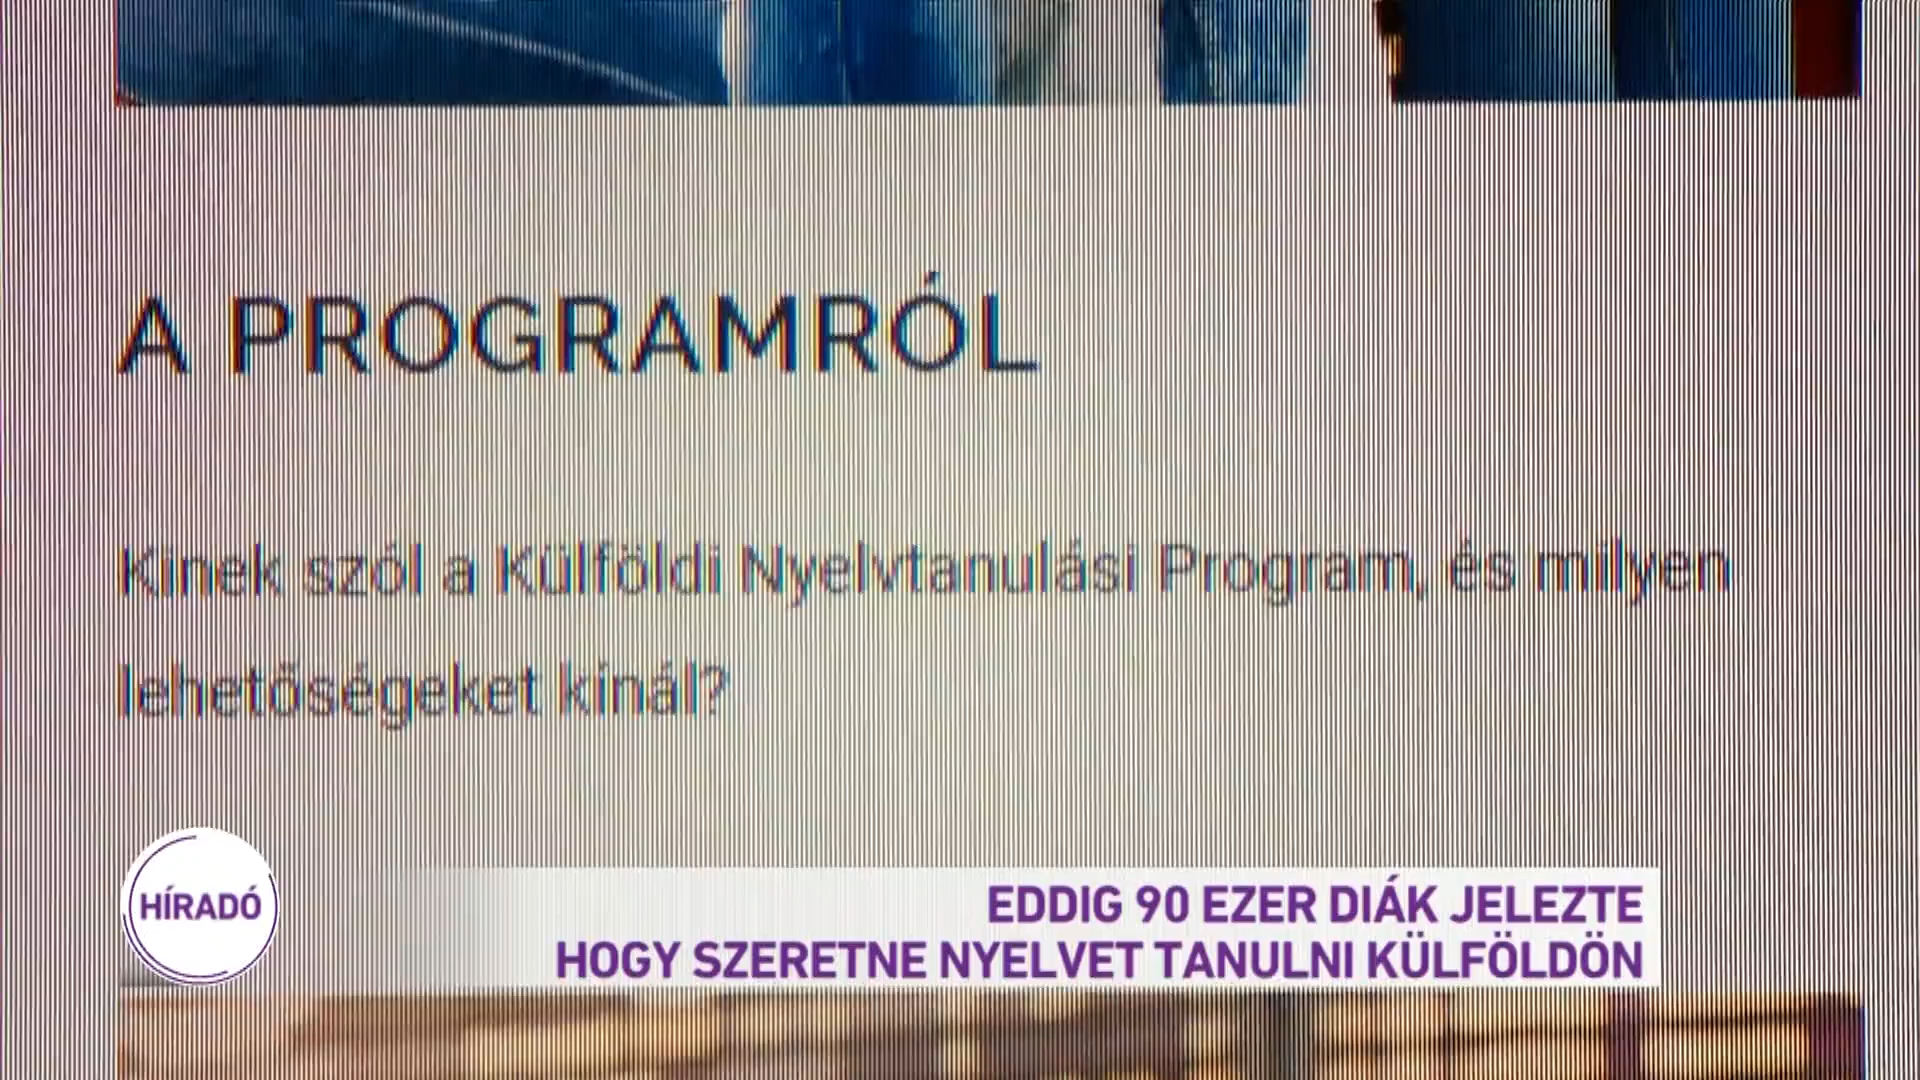 A PROGRAMRÓL
Kinek szól a Külföldi Nyelvtanulási Program, és milyen
lehetőségeket kínál?
HÍRADÓ
EDDIG 90 EZER DIÁK JELEZTE
HOGY SZERETNE NYELVET TANULNI KÜLFÖLDÖN